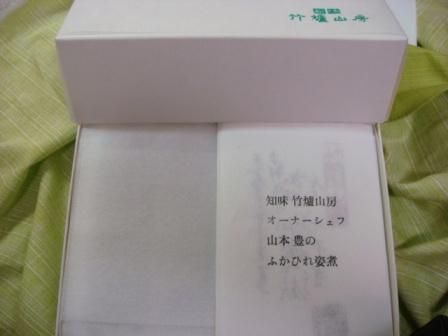 竹爐山房
知味 竹爐山房
オーナーシェフ
山本 豊の
ふかひれ姿煮